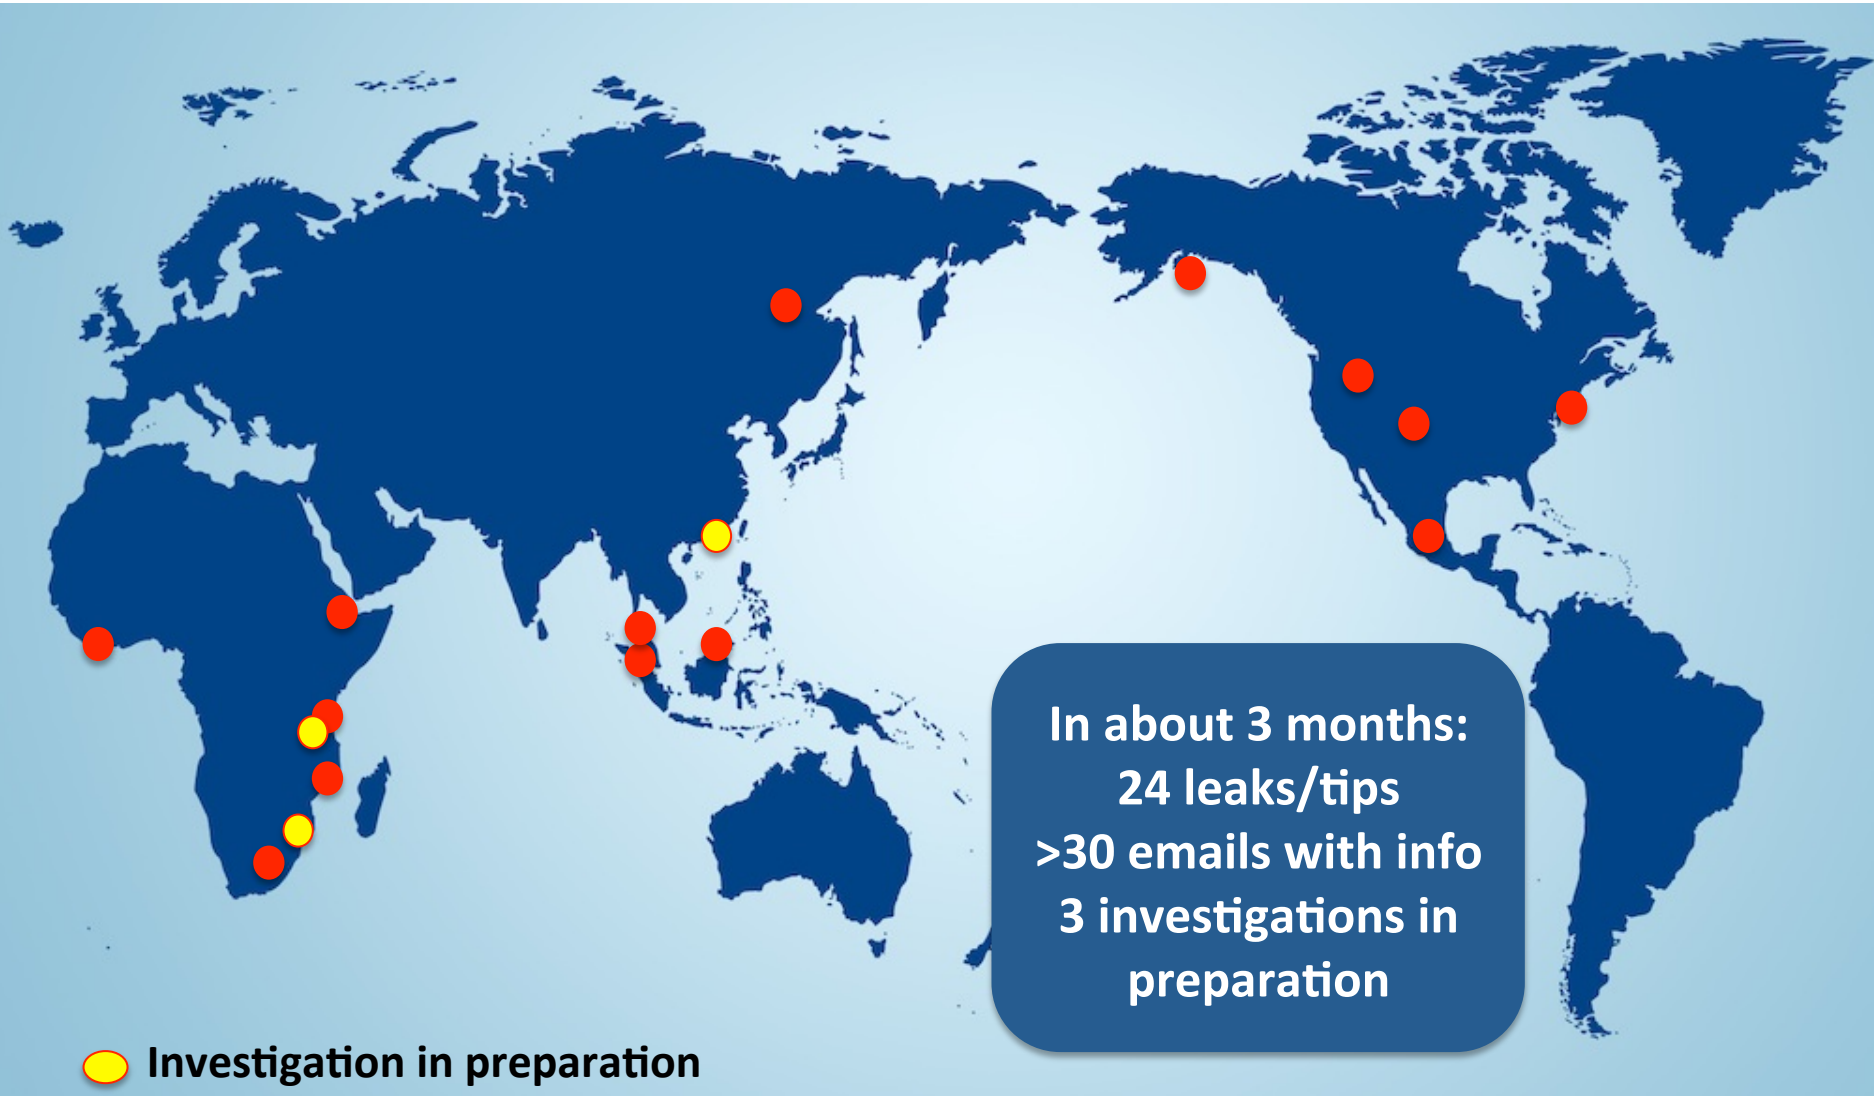 In about 3 months:
24 leaks/tips
>30 emails with info
3 investigations in
preparation
Investigation in preparation